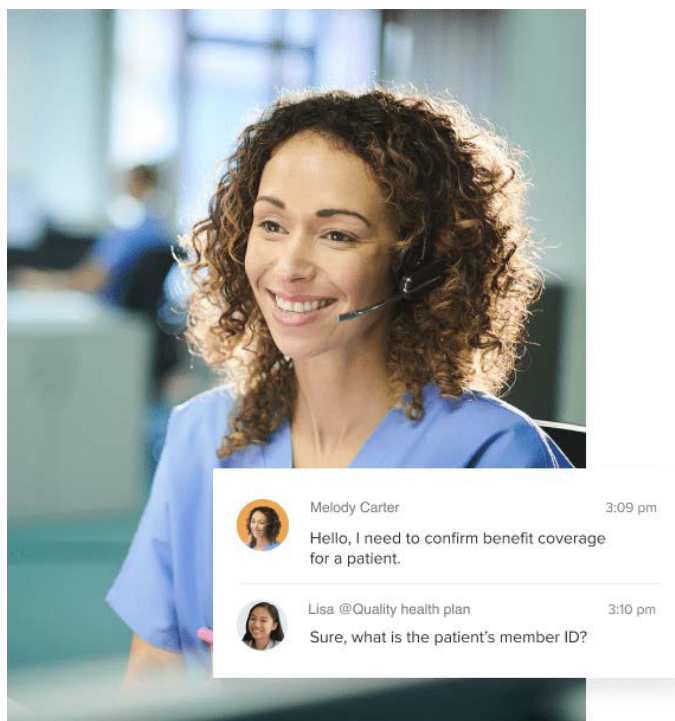 Melody Carter 3:09 pm
Hello, I need to confirm benefit coverage
for a patient.
Lisa @Quality health plan 3:10 pm
Sure, what is the patient's member ID?